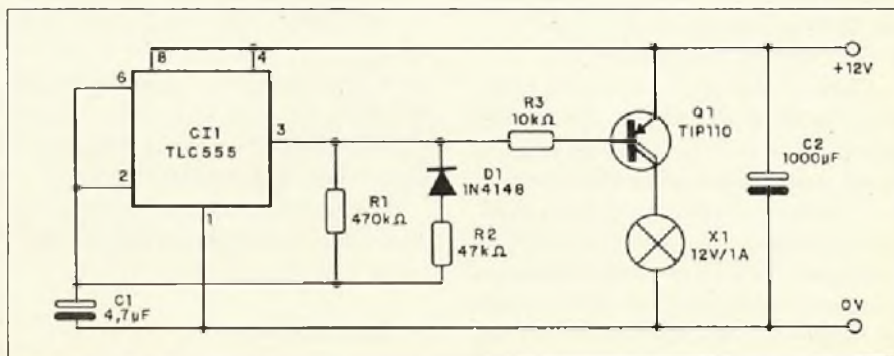 8
4
+12V
6
R3
10kΩ
Q1
TIP110
CI1
TLC555
3
C2
1000µF
D1
1N4148
2
R1
470kΩ
1
R2
47kΩ
X1
12V/1A
C1
4,7µF
0V